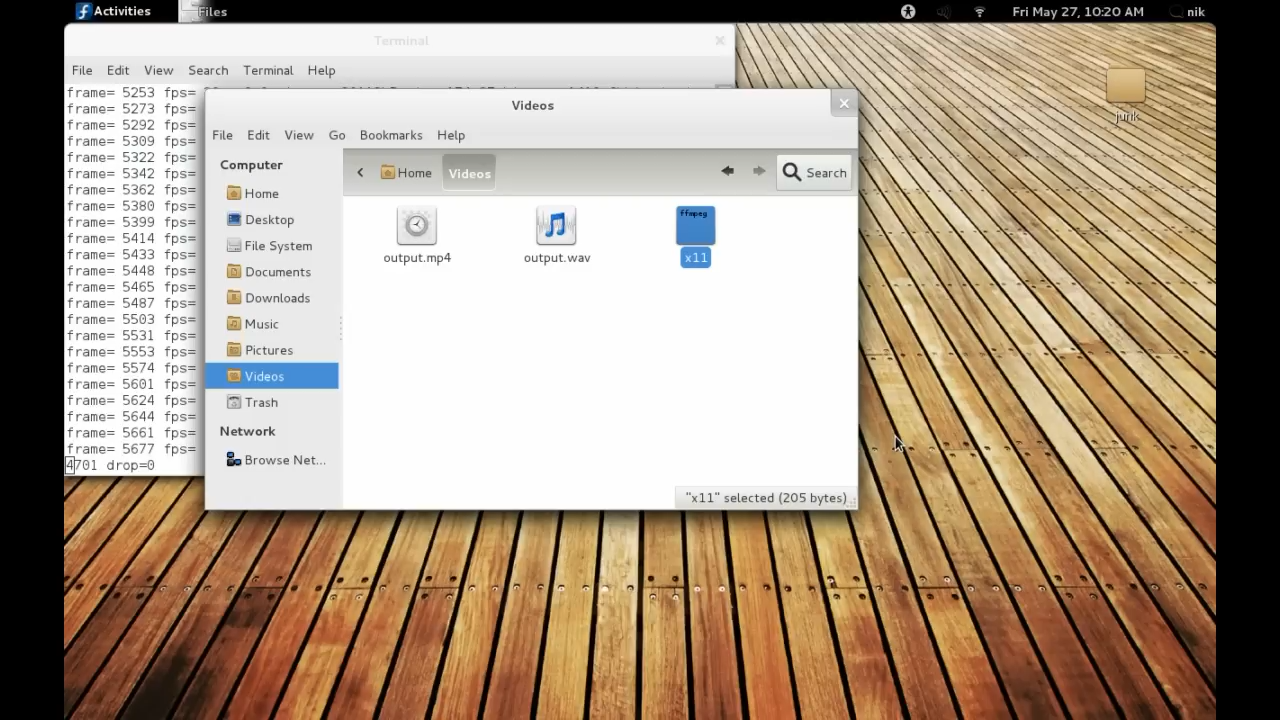 Activities
Files
Fri May 27, 10:20 AM
nik
Terminal
File Edit View Search Terminal Help
frame= 5253 fps=
frame= 5273 fps=
frame= 5292 fps=
frame= 5309 fps=
frame= 5322 fps=
frame= 5342 fps=
frame= 5362 fps=
frame= 5380 fps=
frame= 5399 fps=
frame= 5414 fps=
frame= 5433 fps=
frame= 5448 fps=
frame= 5465 fps=
frame= 5487 fps=
frame= 5503 fps=
frame= 5531 fps=
frame= 5553 fps=
frame= 5574 fps=
frame= 5601 fps=
frame= 5624 fps=
frame= 5644 fps=
frame= 5661 fps=
frame= 5677 fps=
4701 drop=0
Videos
File Edit View Go Bookmarks Help
Computer
Home
Desktop
File System
Documents
Downloads
Music
Pictures
Videos
Trash
Network
Browse Net...
Home
Videos
Search
output.mp4
output.wav
ffmpeg
x11
"x11" selected (205 bytes)
junk